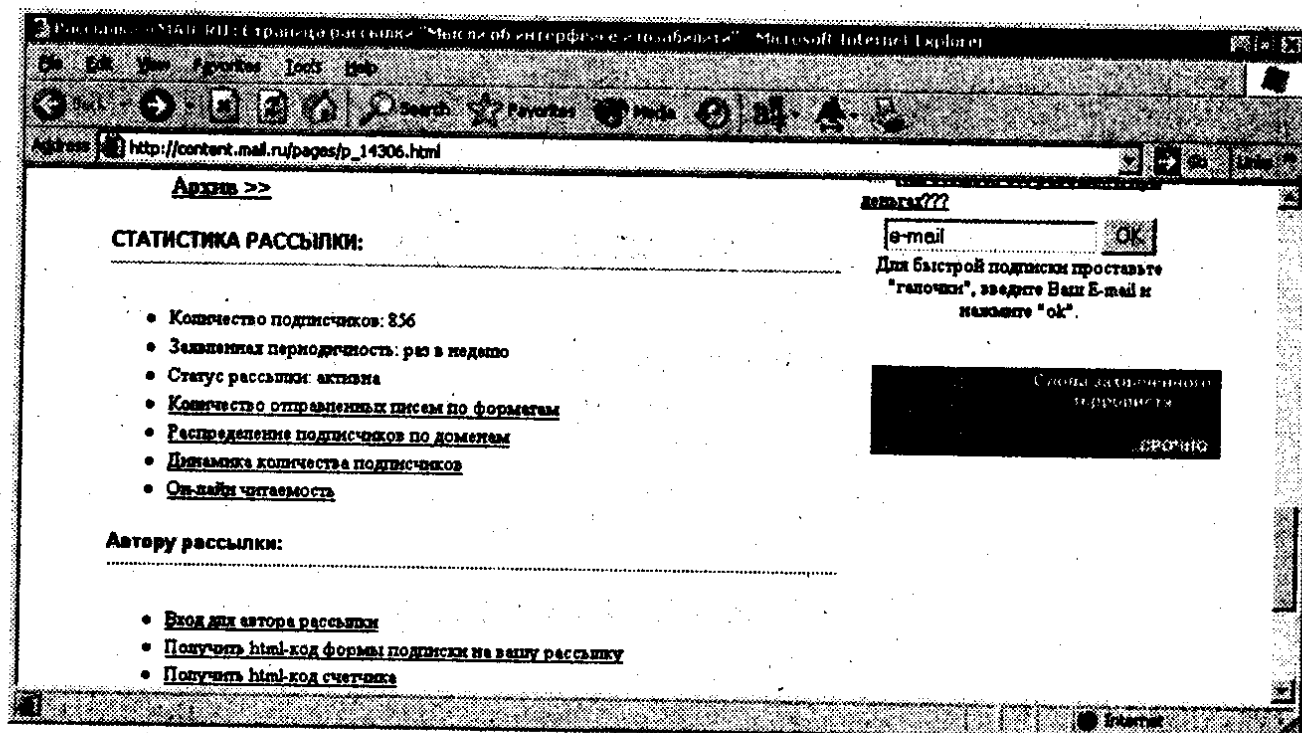 Рассылки@MAIL.RU: Страница рассылки "Мысли об интерфейсе и юзабилити" - Microsoft Internet Explorer
File Edit View Favorites Tools Help
Back Search Favorites Media
Address http://content.mail.ru/pages/p_14306.html Go Links
Архив >>
деньгах???
e-mail OK
Для быстрой подписки проставьте
"галочки", введите Ваш E-mail и
нажмите "ok".
СТАТИСТИКА РАССЫЛКИ:
Количество подписчиков: 856
Заявленная периодичность: раз в неделю
Статус рассылки: активна
Количество отправленных писем по форматам
Распределение подписчиков по доменам
Динамика количества подписчиков
Он-лайн читаемость
Слова захваченного
террориста
Автору рассылки:
Вход для автора рассылки
Получить html-код формы подписки на вашу рассылку
Получить html-код счетчика
Internet